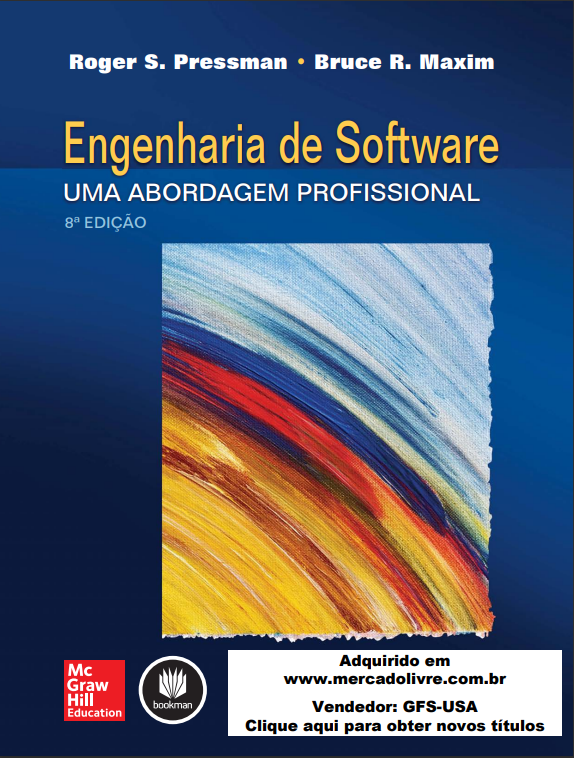 Roger S. Pressman • Bruce R. Maxim
Engenharia de Software
UMA ABORDAGEM PROFISSIONAL
8ª EDIÇÃO
Mc
Graw
Hill
Education
bookman
Adquirido em
www.mercadolivre.com.br
Vendedor: GFS-USA
Clique aqui para obter novos títulos